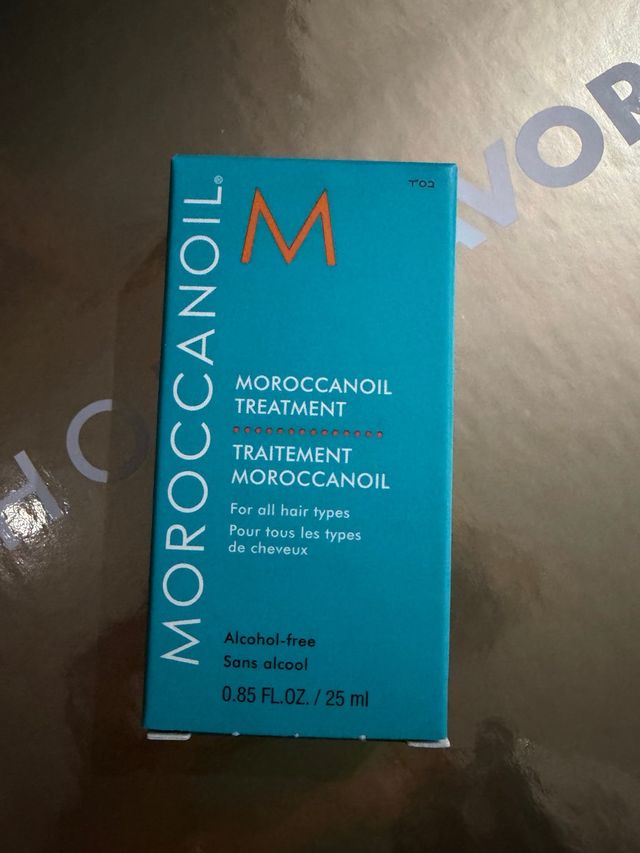 MOROCCANOIL®
M
MOROCCANOIL
TREATMENT
TRAITEMENT
MOROCCANOIL
For all hair types
Pour tous les types
de cheveux
Alcohol-free
Sans alcool
0.85 FL.OZ. / 25 ml